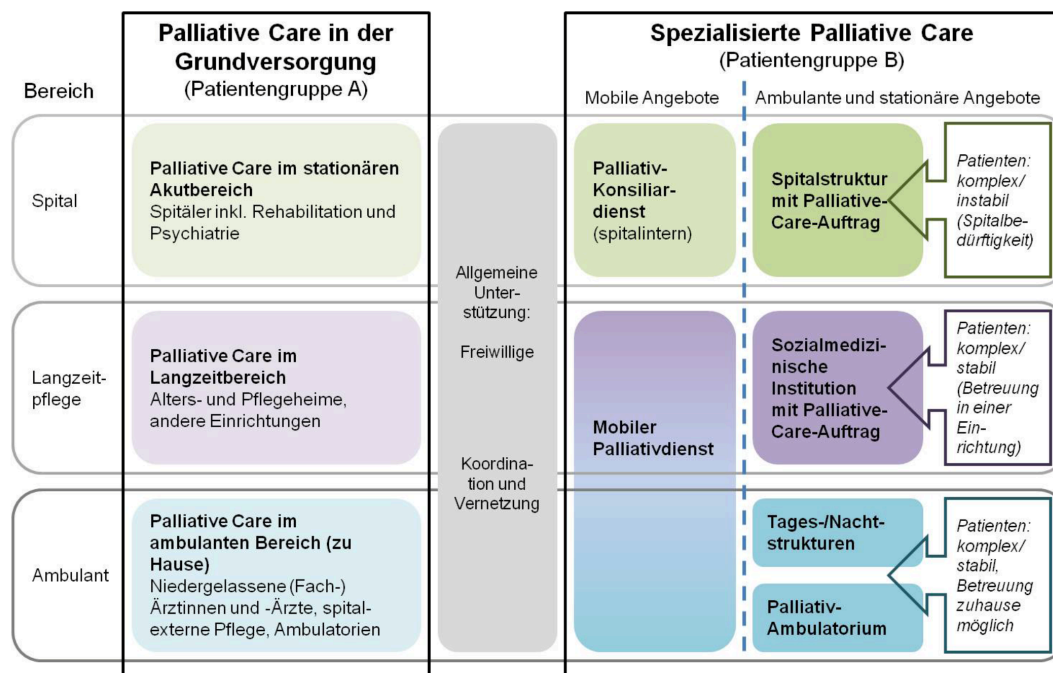 Palliative Care in der
Grundversorgung
(Patientengruppe A)
Spezialisierte Palliative Care
(Patientengruppe B)
Bereich
Mobile Angebote
Ambulante und stationäre Angebote
Spital
Palliative Care im stationären
Akutbereich
Spitäler inkl. Rehabilitation und
Psychiatrie
Allgemeine
Unter-
stützung:
Freiwillige
Koordina-
tion und
Vernetzung
Palliativ-
Konsiliar-
dienst
(spitalintern)
Spitalstruktur
mit Palliative-
Care-Auftrag
Patienten:
komplex/
instabil
(Spitalbe-
dürftigkeit)
Langzeit-
pflege
Palliative Care im
Langzeitbereich
Alters- und Pflegeheime,
andere Einrichtungen
Mobiler
Palliativdienst
Sozialmedizi-
nische
Institution
mit Palliative-
Care-Auftrag
Patienten:
komplex/
stabil
(Betreuung
in einer
Ein-
richtung)
Ambulant
Palliative Care im
ambulanten Bereich (zu
Hause)
Niedergelassene (Fach-)
Ärztinnen und -Ärzte, spital-
externe Pflege, Ambulatorien
Tages-/Nacht-
strukturen
Palliativ-
Ambulatorium
Patienten:
komplex/
stabil,
Betreuung
zuhause
möglich